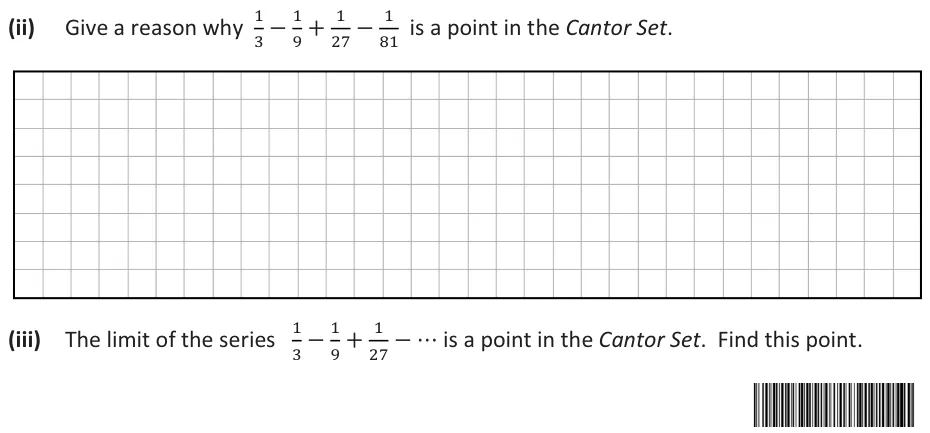 (ii) Give a reason why 1/3 − 1/9 + 1/27 − 1/81 is a point in the Cantor Set.
(iii) The limit of the series 1/3 − 1/9 + 1/27 − ⋯ is a point in the Cantor Set. Find this point.